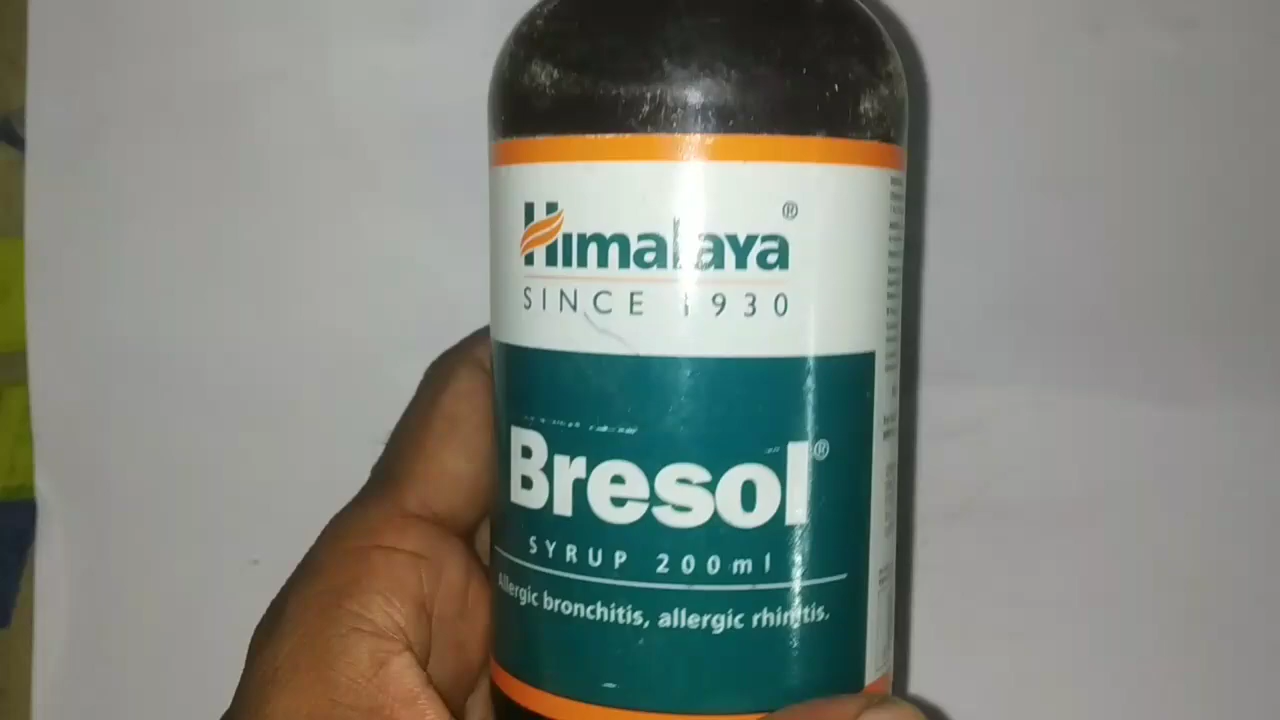 Himalaya®
SINCE 1930
Bresol®
SYRUP 200ml
Allergic bronchitis, allergic rhinitis.